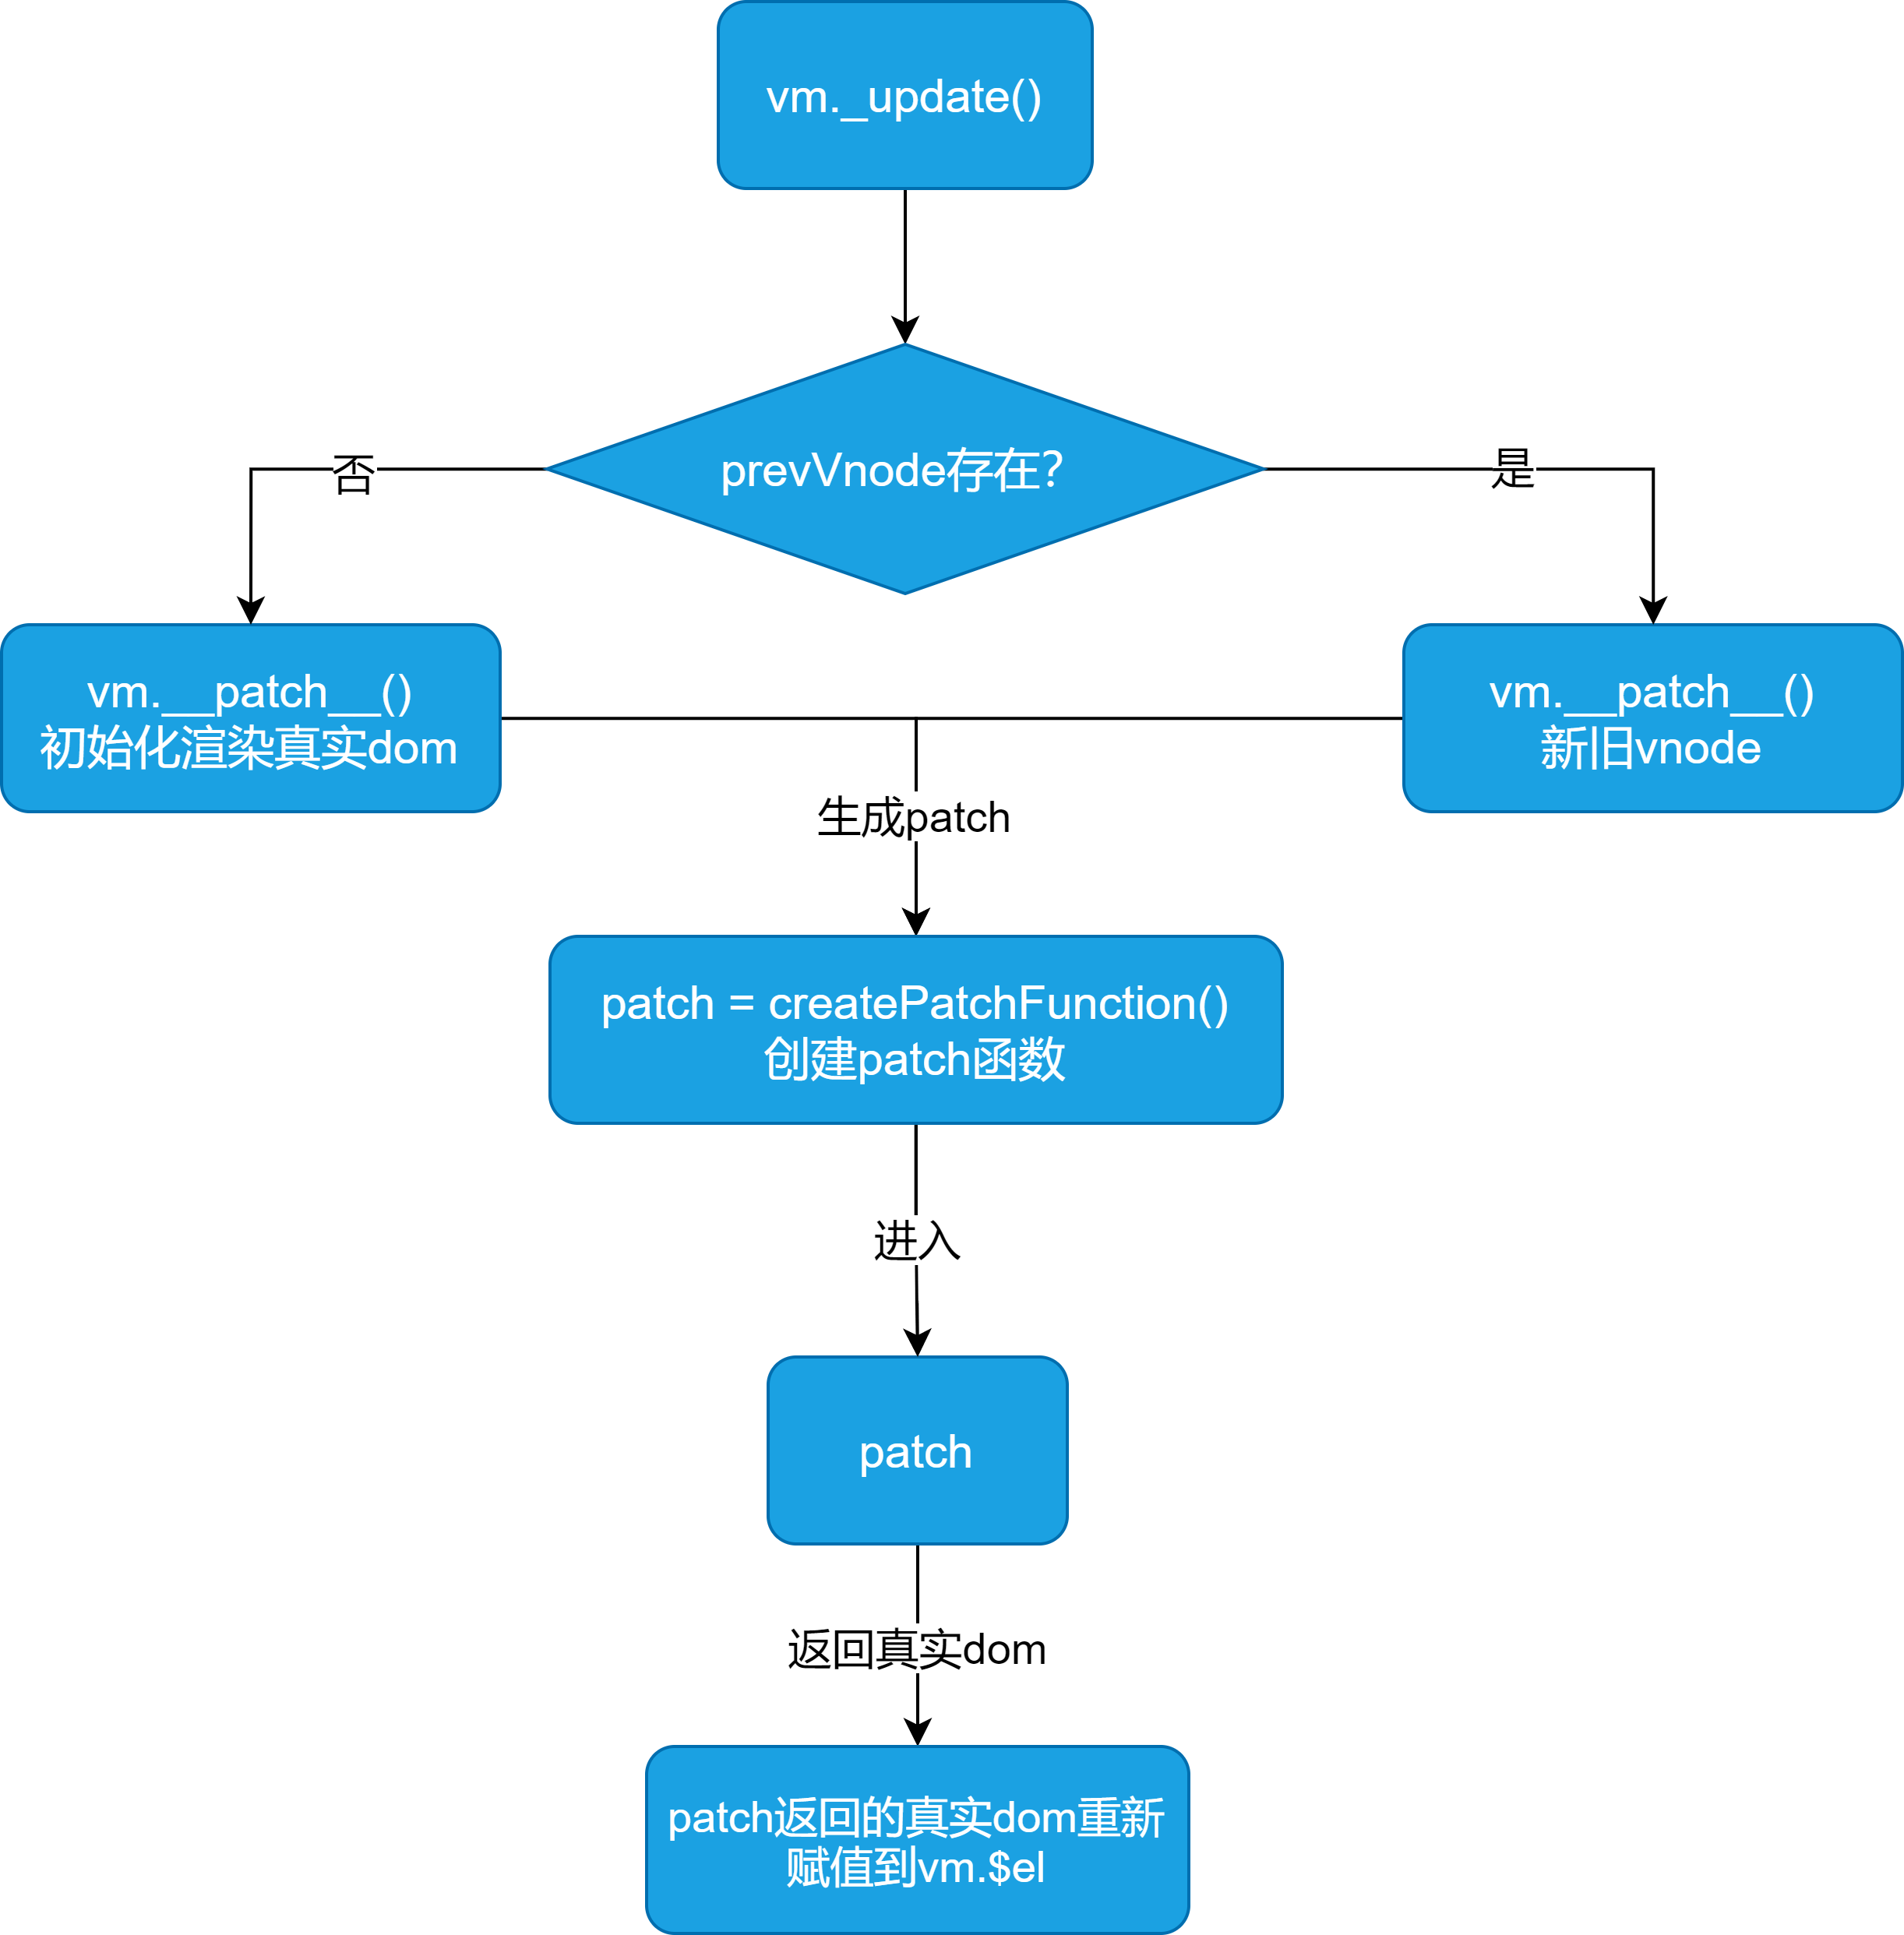 vm._update()
prevVnode存在？
否
是
vm.__patch__()
初始化渲染真实dom
vm.__patch__()
新旧vnode
生成patch
patch = createPatchFunction()
创建patch函数
进入
patch
返回真实dom
patch返回的真实dom重新
赋值到vm.$el